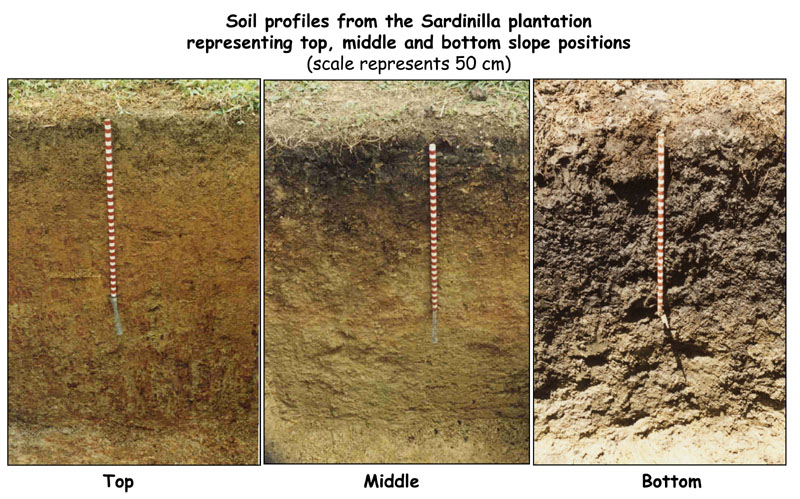 Soil profiles from the Sardinilla plantation
representing top, middle and bottom slope positions
(scale represents 50 cm)
Top
Middle
Bottom